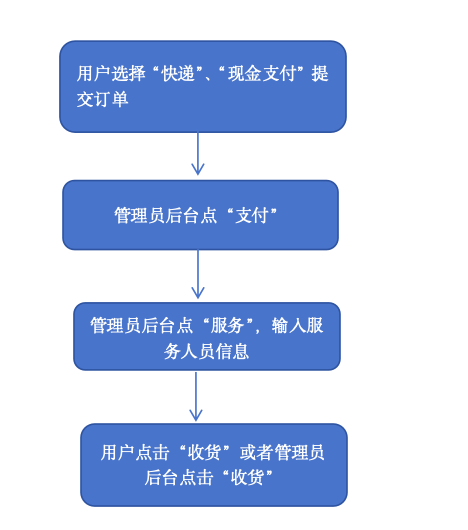 用户选择“快递”、“现金支付”提
交订单
管理员后台点“支付”
管理员后台点“服务”，输入服
务人员信息
用户点击“收货”或者管理员
后台点击“收货”